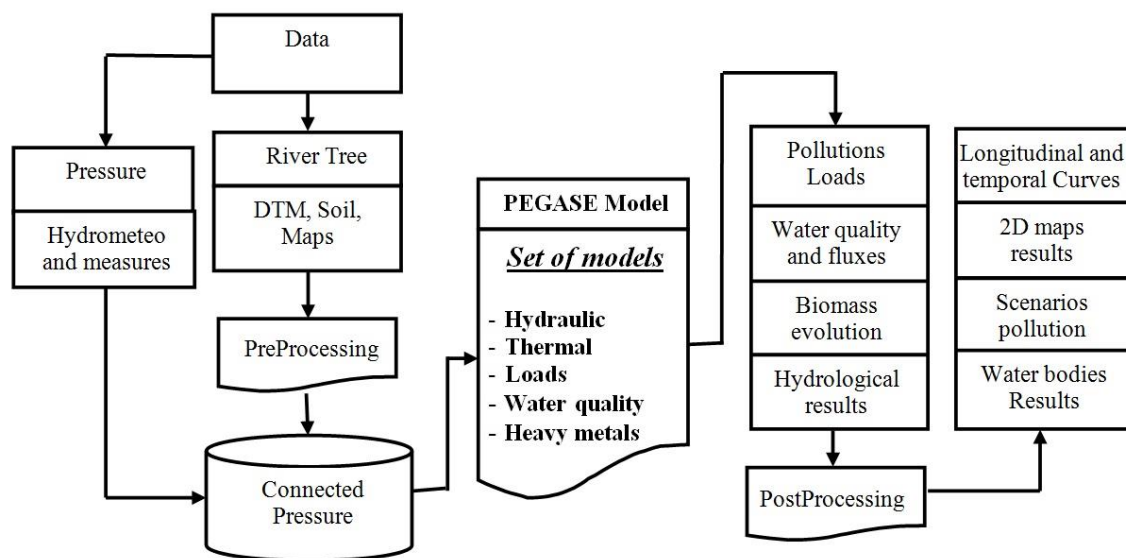 Data
Pressure
Hydrometeo
and measures
River Tree
DTM, Soil,
Maps
PreProcessing
Connected
Pressure
PEGASE Model
Set of models
- Hydraulic
- Thermal
- Loads
- Water quality
- Heavy metals
Pollutions
Loads
Water quality
and fluxes
Biomass
evolution
Hydrological
results
PostProcessing
Longitudinal and
temporal Curves
2D maps
results
Scenarios
pollution
Water bodies
Results